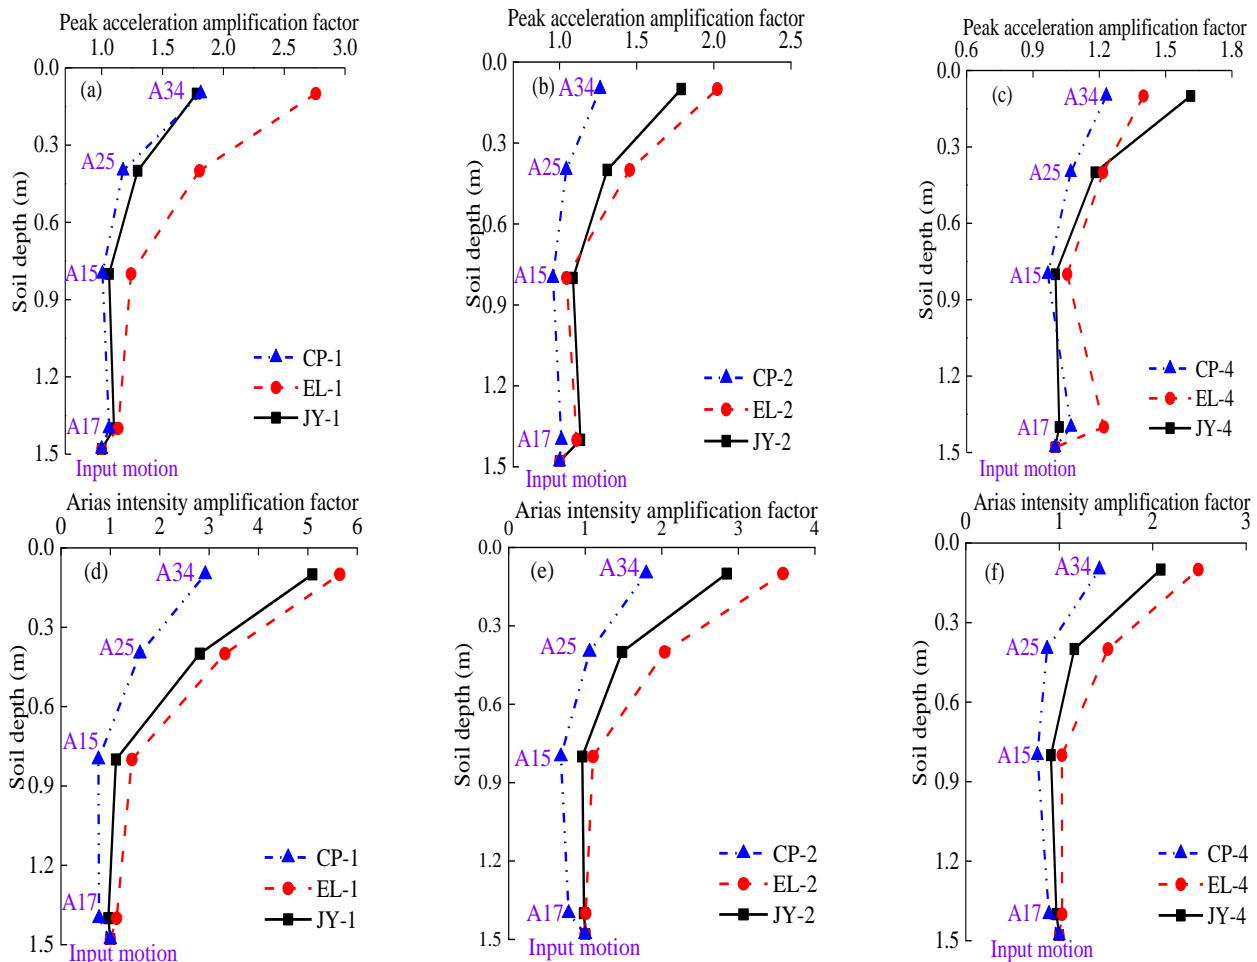 Peak acceleration amplification factor
1.0 1.5 2.0 2.5 3.0
0.0
(a)
A34
0.3
A25
Soil depth (m)
0.6
A15
0.9
CP-1
1.2
EL-1
A17
JY-1
1.5
Input motion
Peak acceleration amplification factor
1.0 1.5 2.0 2.5
0.0
(b)
A34
0.3
A25
Soil depth (m)
0.6
A15
0.9
CP-2
1.2
EL-2
A17
JY-2
1.5
Input motion
Peak acceleration amplification factor
0.6 0.9 1.2 1.5 1.8
0.0
(c)
A34
0.3
A25
Soil depth (m)
0.6
A15
0.9
CP-4
1.2
EL-4
A17
JY-4
1.5
Input motion
Arias intensity amplification factor
0 1 2 3 4 5 6
0.0
(d)
A34
0.3
A25
Soil depth (m)
0.6
A15
0.9
CP-1
1.2
EL-1
A17
JY-1
1.5
Input motion
Arias intensity amplification factor
0 1 2 3 4
0.0
(e)
A34
0.3
A25
Soil depth (m)
0.6
A15
0.9
CP-2
1.2
EL-2
A17
JY-2
1.5
Input motion
Arias intensity amplification factor
0 1 2 3
0.0
(f)
A34
0.3
A25
Soil depth (m)
0.6
A15
0.9
CP-4
1.2
EL-4
A17
JY-4
1.5
Input motion